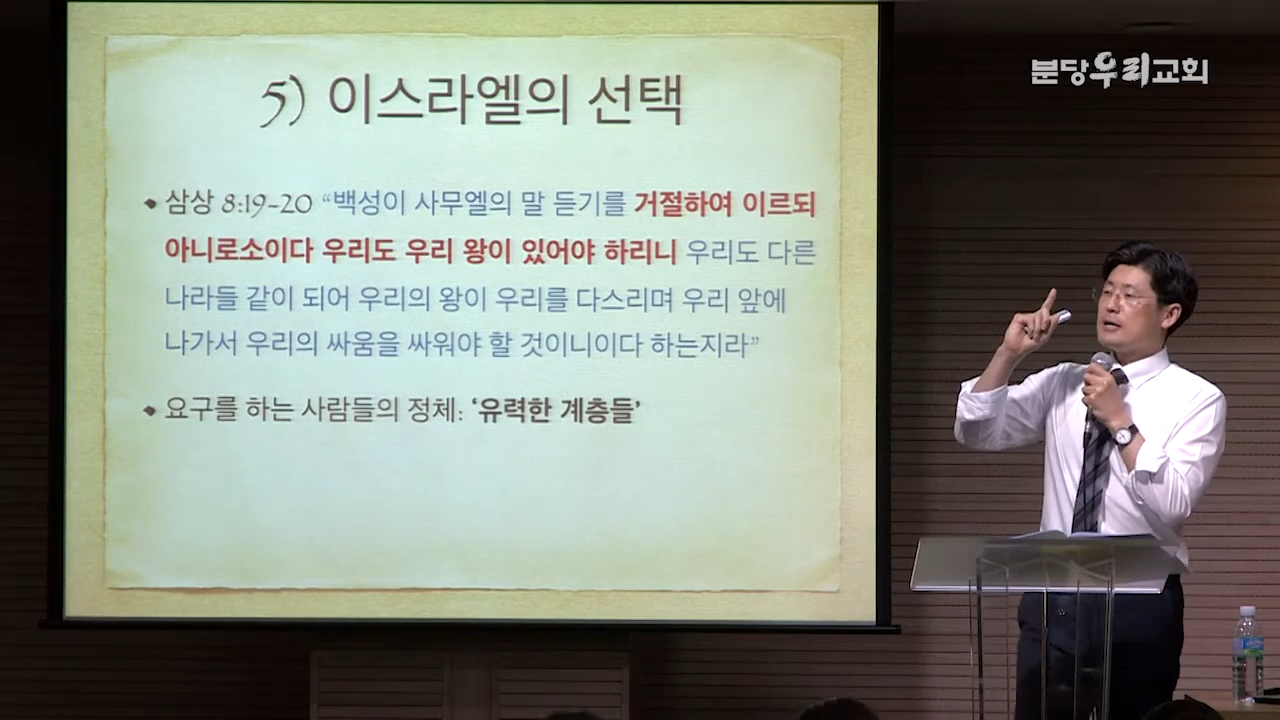 5) 이스라엘의 선택
분당우리교회
• 삼상 8:19-20 “백성이 사무엘의 말 듣기를 거절하여 이르되
아니로소이다 우리도 우리 왕이 있어야 하리니 우리도 다른
나라들 같이 되어 우리의 왕이 우리를 다스리며 우리 앞에
나가서 우리의 싸움을 싸워야 할 것이니이다 하는지라”
• 요구를 하는 사람들의 정체: ‘유력한 계층들’